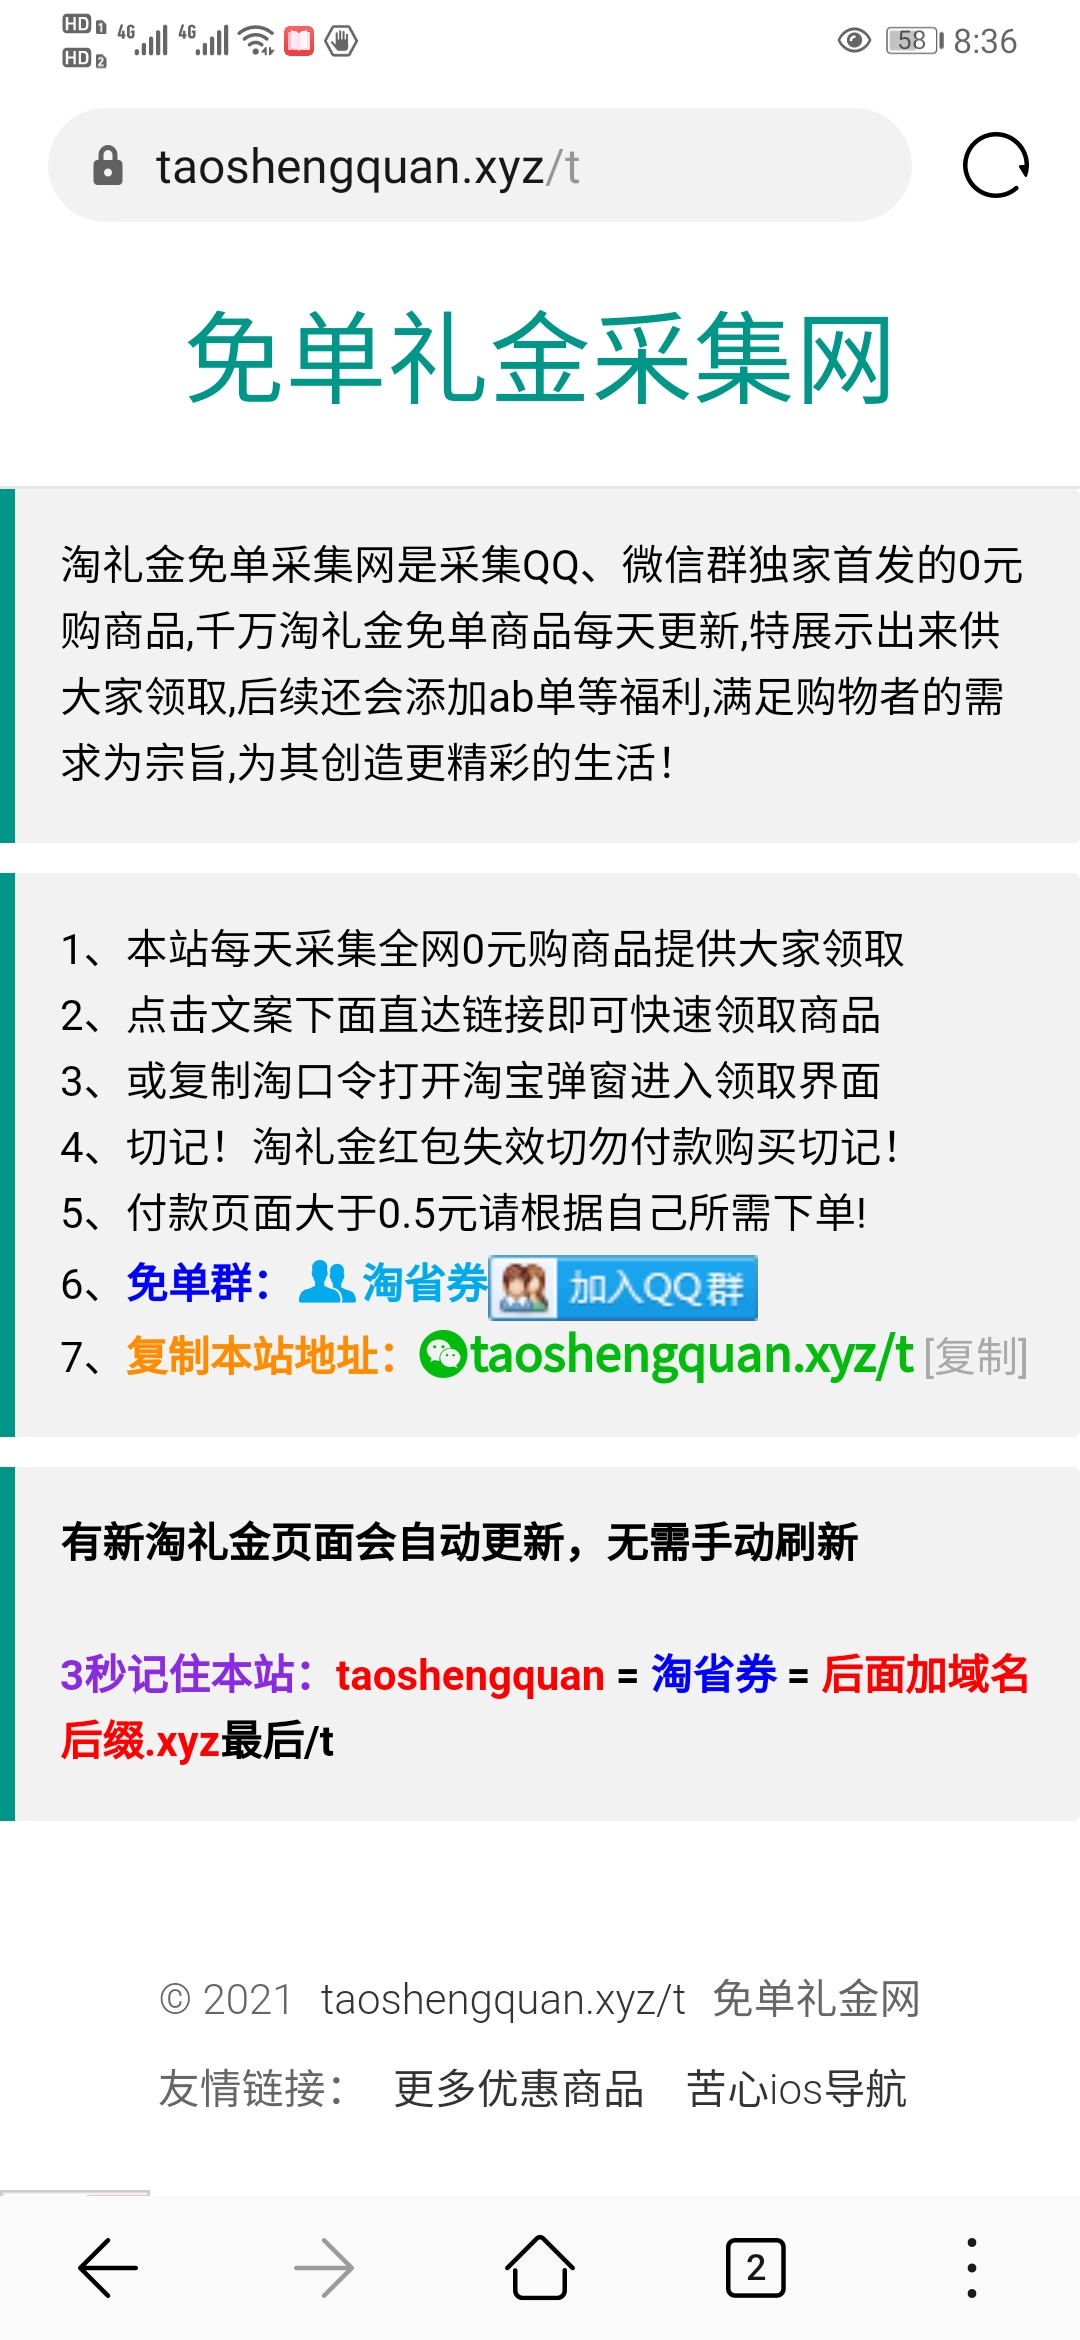 HD 1 4G 4G
HD 2
58 8:36
taoshengquan.xyz/t
免单礼金采集网
淘礼金免单采集网是采集QQ、微信群独家首发的0元
购商品,千万淘礼金免单商品每天更新,特展示出来供
大家领取,后续还会添加ab单等福利,满足购物者的需
求为宗旨,为其创造更精彩的生活！
1、本站每天采集全网0元购商品提供大家领取
2、点击文案下面直达链接即可快速领取商品
3、或复制淘口令打开淘宝弹窗进入领取界面
4、切记！淘礼金红包失效切勿付款购买切记！
5、付款页面大于0.5元请根据自己所需下单!
6、免单群：淘省券 加入QQ群
7、复制本站地址：taoshengquan.xyz/t [复制]
有新淘礼金页面会自动更新，无需手动刷新
3秒记住本站：taoshengquan = 淘省券 = 后面加域名
后缀.xyz最后/t
© 2021 taoshengquan.xyz/t 免单礼金网
友情链接： 更多优惠商品 苦心ios导航
2